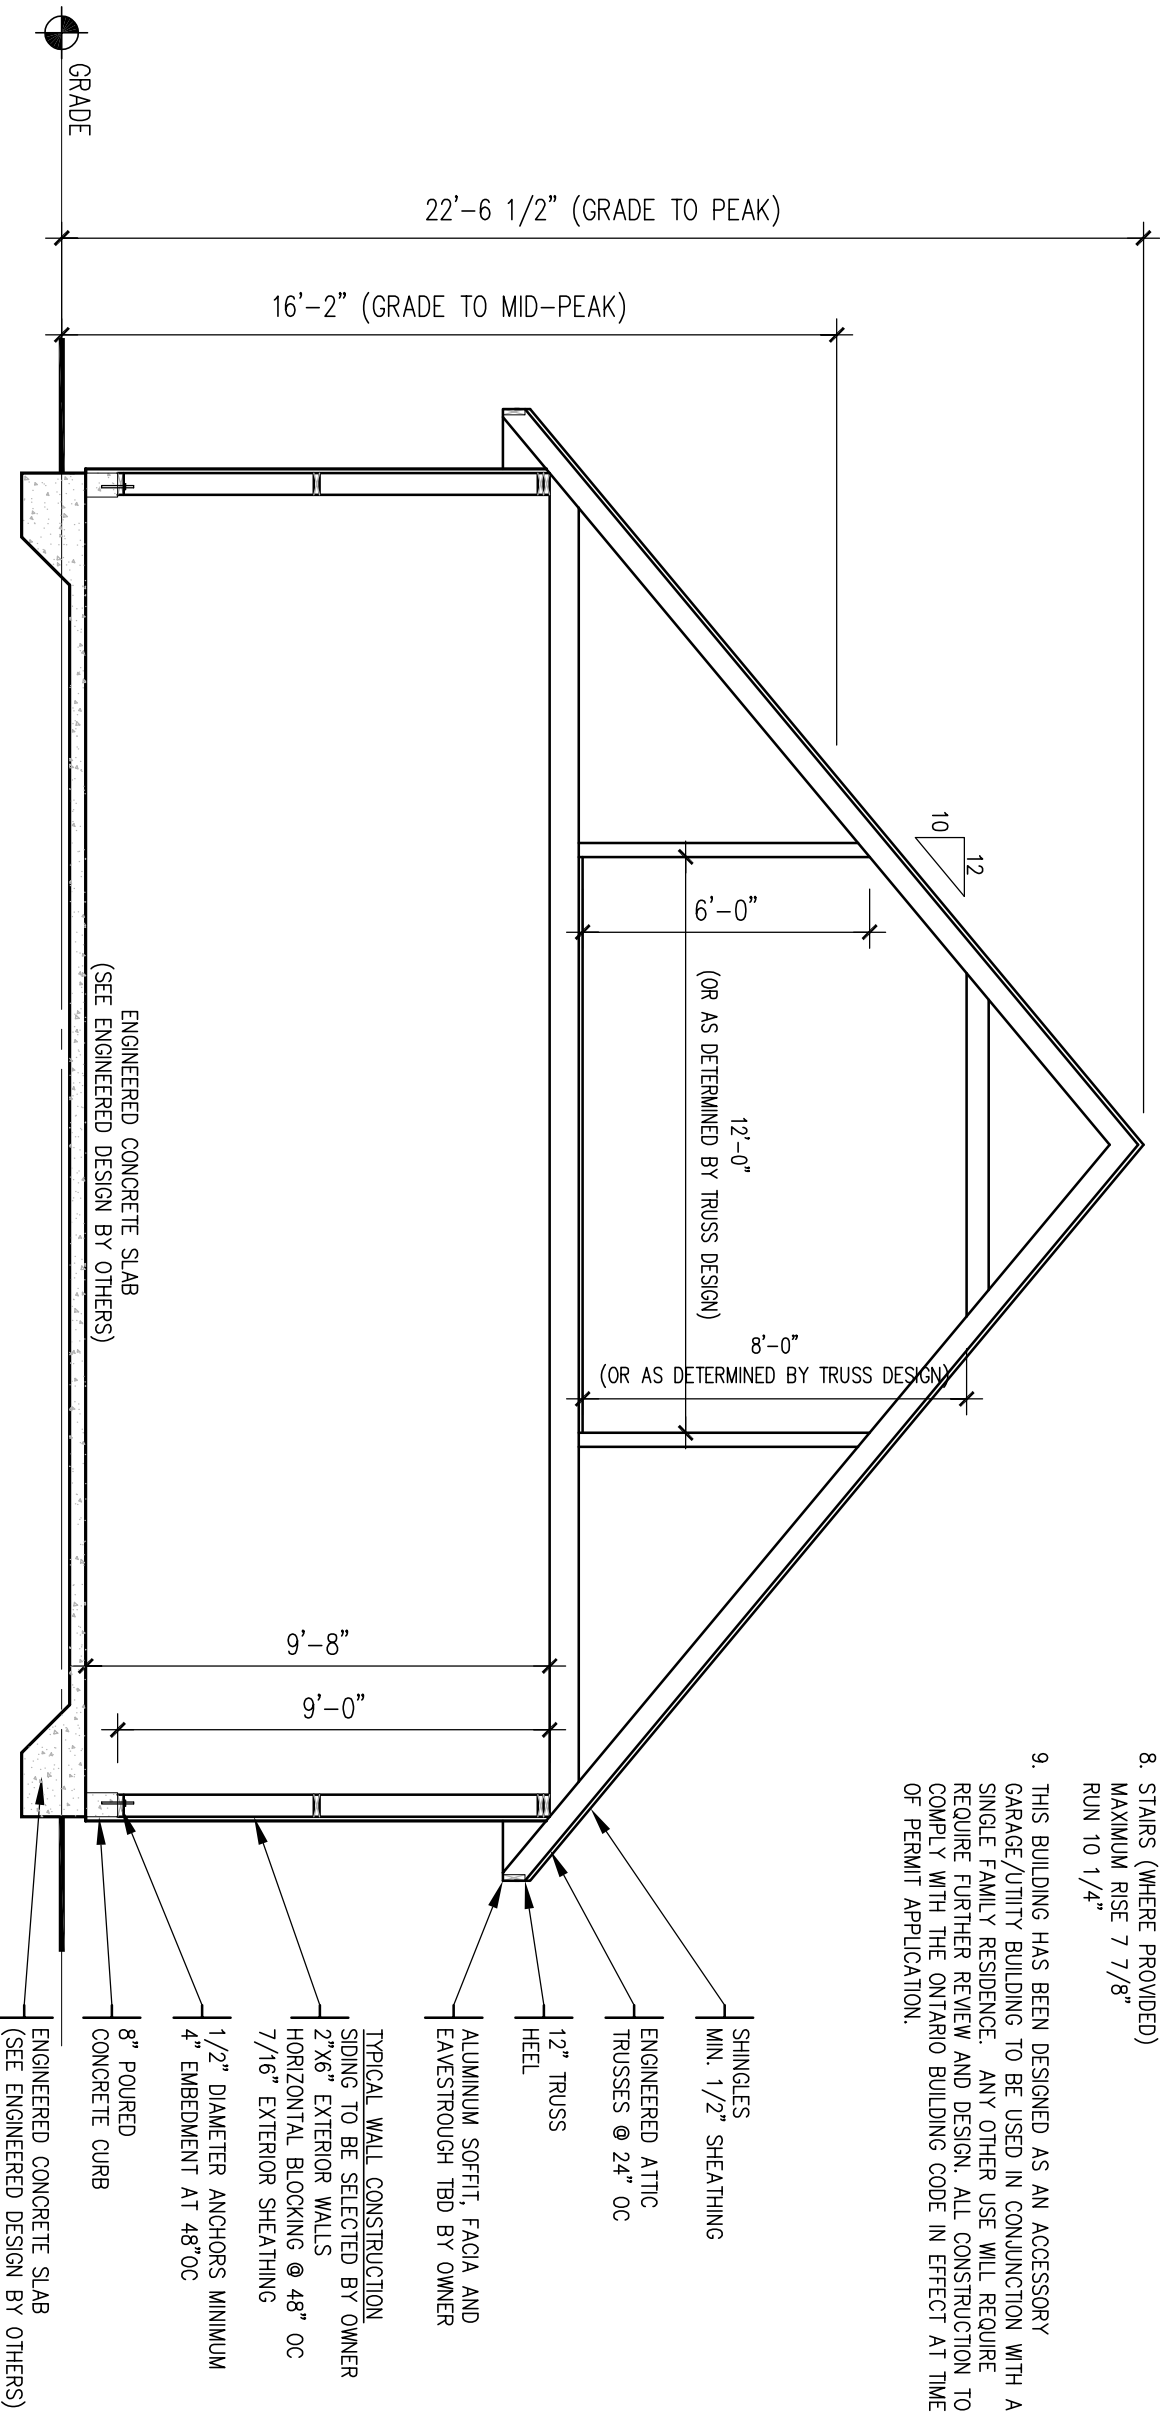 8. STAIRS (WHERE PROVIDED)
MAXIMUM RISE 7 7/8"
RUN 10 1/4"
9. THIS BUILDING HAS BEEN DESIGNED AS AN ACCESSORY
GARAGE/UTIITY BUILDING TO BE USED IN CONJUNCTION WITH A
SINGLE FAMILY RESIDENCE. ANY OTHER USE WILL REQUIRE
REQUIRE FURTHER REVIEW AND DESIGN. ALL CONSTRUCTION TO
COMPLY WITH THE ONTARIO BUILDING CODE IN EFFECT AT TIME
OF PERMIT APPLICATION.
22'-6 1/2" (GRADE TO PEAK)
16'-2" (GRADE TO MID-PEAK)
GRADE
12
10
6'-0"
12'-0"
(OR AS DETERMINED BY TRUSS DESIGN)
8'-0"
(OR AS DETERMINED BY TRUSS DESIGN)
9'-8"
9'-0"
ENGINEERED CONCRETE SLAB
(SEE ENGINEERED DESIGN BY OTHERS)
SHINGLES
MIN. 1/2" SHEATHING
ENGINEERED ATTIC
TRUSSES @ 24" OC
12" TRUSS
HEEL
ALUMINUM SOFFIT, FACIA AND
EAVESTROUGH TBD BY OWNER
TYPICAL WALL CONSTRUCTION
SIDING TO BE SELECTED BY OWNER
2"X6" EXTERIOR WALLS
HORIZONTAL BLOCKING @ 48" OC
7/16" EXTERIOR SHEATHING
1/2" DIAMETER ANCHORS MINIMUM
4" EMBEDMENT AT 48"OC
8" POURED
CONCRETE CURB
ENGINEERED CONCRETE SLAB
(SEE ENGINEERED DESIGN BY OTHERS)